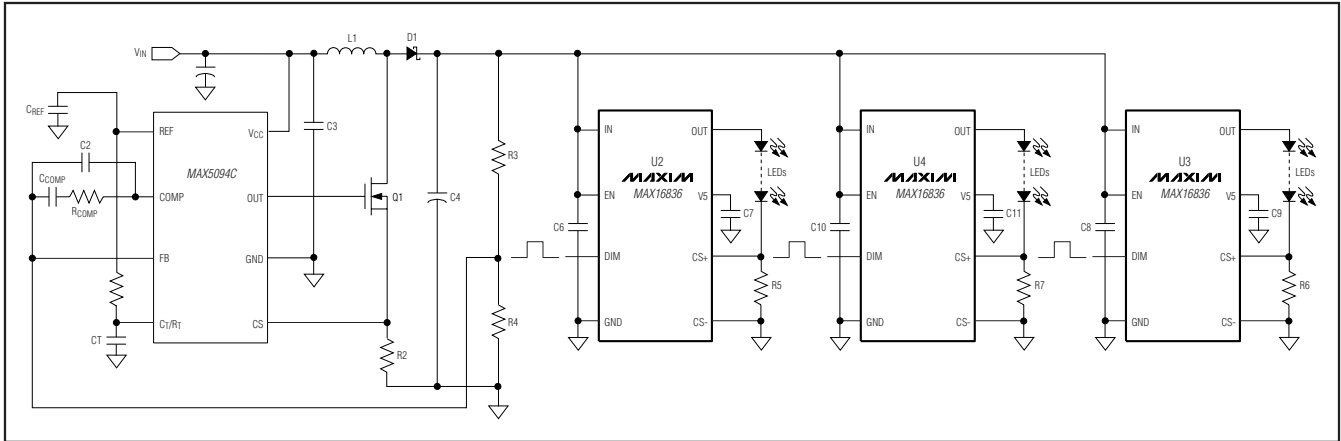 VIN
L1
D1
CREF
REF
VCC
C3
C2
MAX5094C
CCOMP
RCOMP
COMP
OUT
Q1
C4
FB
GND
CT/RT
CS
CT
R2
R3
R4
IN
OUT
U2
MAXIM
MAX16836
LEDs
EN
V5
C6
C7
DIM
CS+
R5
GND
CS-
IN
OUT
U4
MAXIM
MAX16836
LEDs
EN
V5
C10
C11
DIM
CS+
R7
GND
CS-
IN
OUT
U3
MAXIM
MAX16836
LEDs
EN
V5
C8
C9
DIM
CS+
R6
GND
CS-